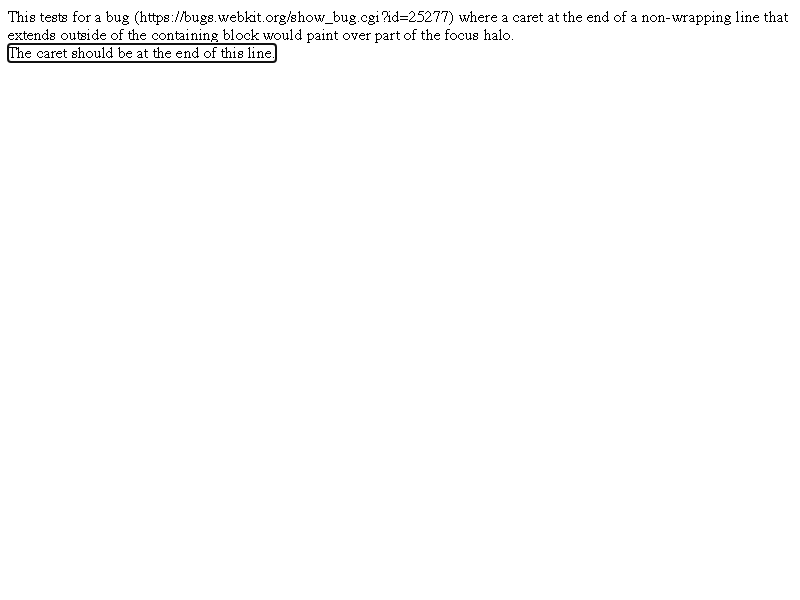 This tests for a bug (https://bugs.webkit.org/show_bug.cgi?id=25277) where a caret at the end of a non-wrapping line that
extends outside of the containing block would paint over part of the focus halo.
The caret should be at the end of this line.